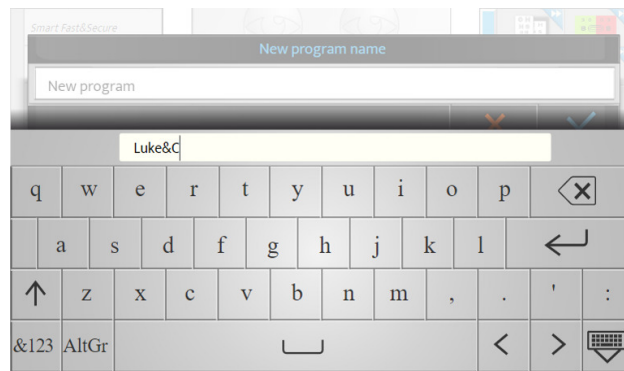 Smart Fast&Secure
New program name
New program
Luke&C
q w e r t y u i o p
a s d f g h j k l
z x c v b n m , . ' :
&123 AltGr < >